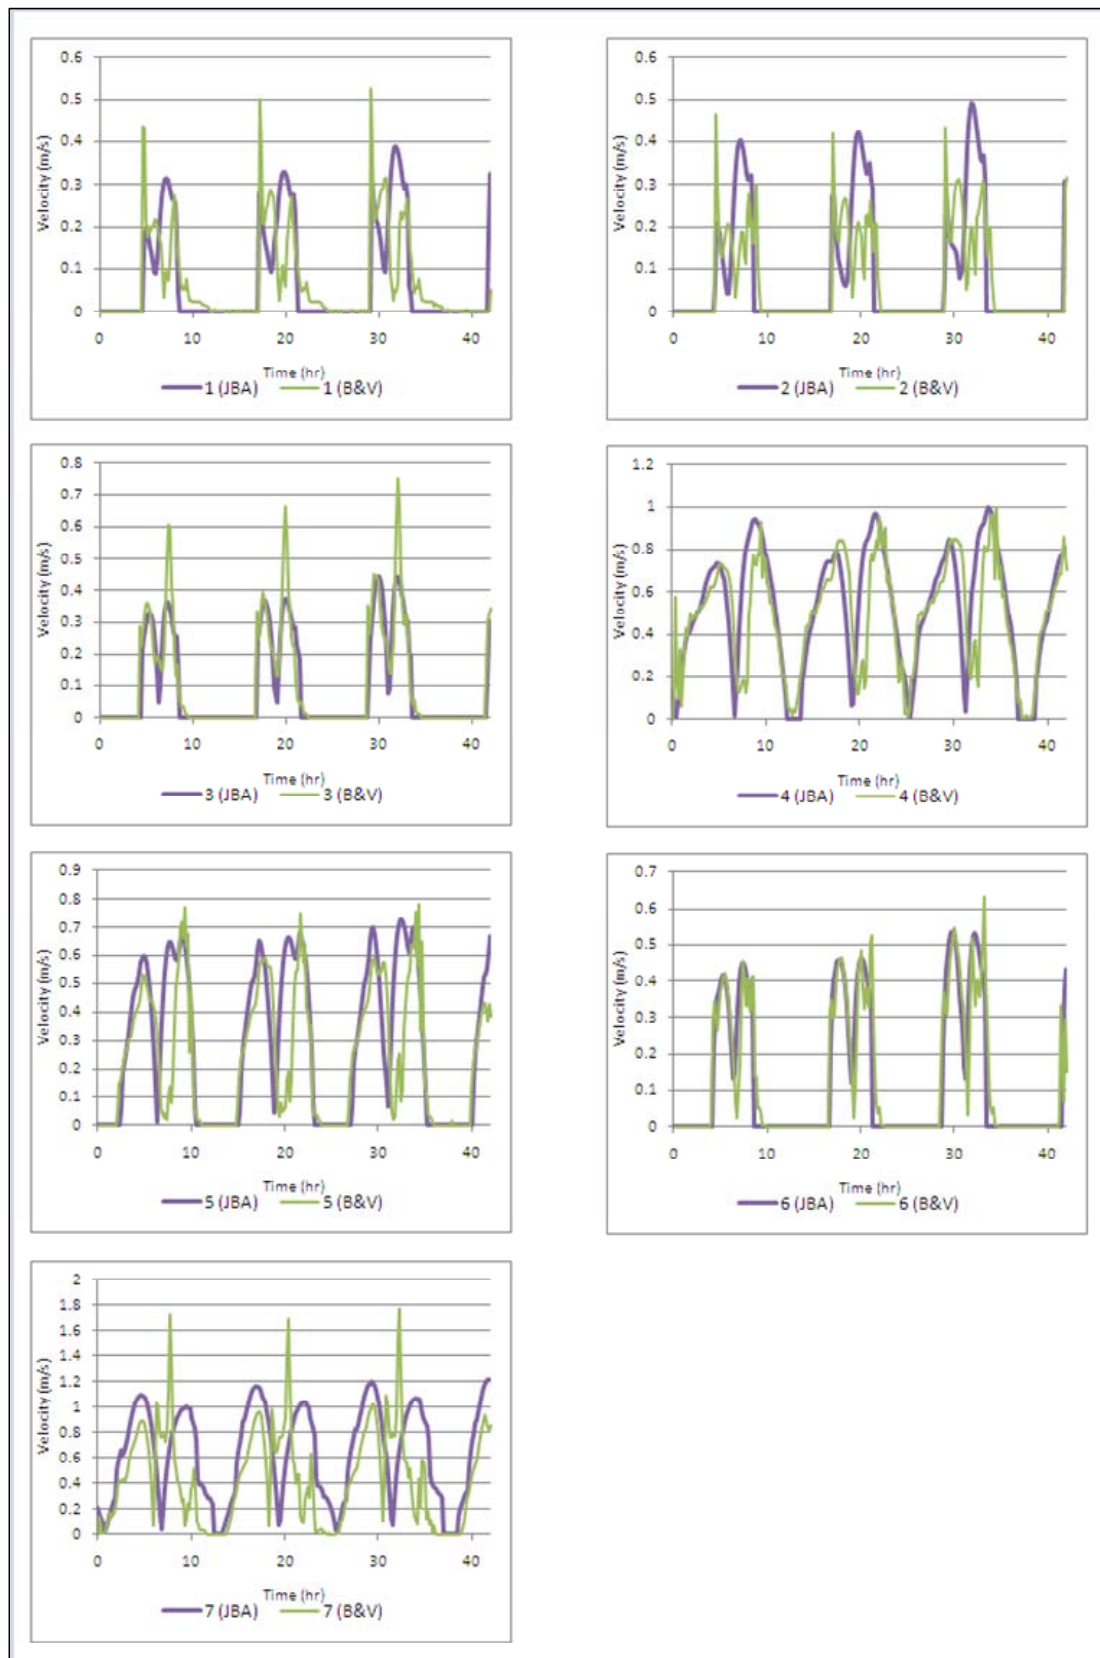 0.6
0.5
0.4
0.3
0.2
0.1
0
Velocity (m/s)
0 10 20 30 40
Time (hr)
1 (JBA) 1 (B&V)
0.6
0.5
0.4
0.3
0.2
0.1
0
Velocity (m/s)
0 10 20 30 40
Time (hr)
2 (JBA) 2 (B&V)
0.8
0.7
0.6
0.5
0.4
0.3
0.2
0.1
0
Velocity (m/s)
0 10 20 30 40
Time (hr)
3 (JBA) 3 (B&V)
1.2
1
0.8
0.6
0.4
0.2
0
Velocity (m/s)
0 10 20 30 40
Time (hr)
4 (JBA) 4 (B&V)
0.9
0.8
0.7
0.6
0.5
0.4
0.3
0.2
0.1
0
Velocity (m/s)
0 10 20 30 40
Time (hr)
5 (JBA) 5 (B&V)
0.7
0.6
0.5
0.4
0.3
0.2
0.1
0
Velocity (m/s)
0 10 20 30 40
Time (hr)
6 (JBA) 6 (B&V)
2
1.8
1.6
1.4
1.2
1
0.8
0.6
0.4
0.2
0
Velocity (m/s)
0 10 20 30 40
Time (hr)
7 (JBA) 7 (B&V)